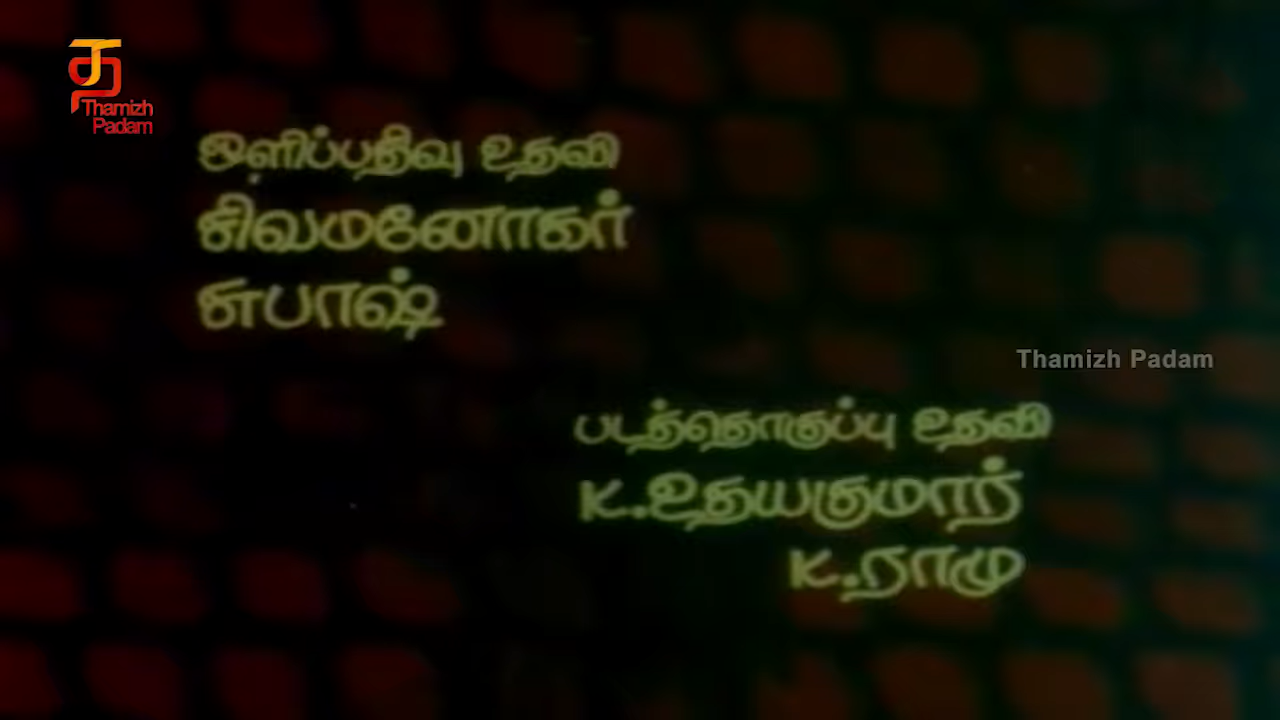 த
Thamizh
Padam
ஒளிப்பதிவு உதவி
சிவமனோகர்
சுபாஷ்
Thamizh Padam
படத்தொகுப்பு உதவி
K.உதயகுமார்
K.ராமு